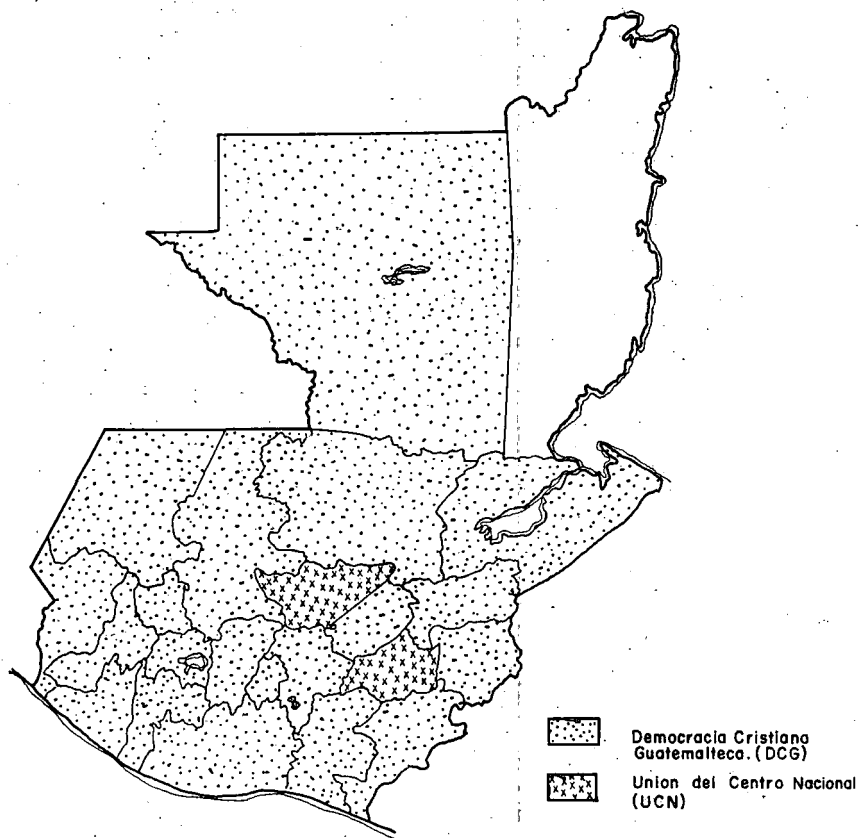 Democracia Cristiana
Guatemalteca. (DCG)
Union del Centro Nacional
(UCN)